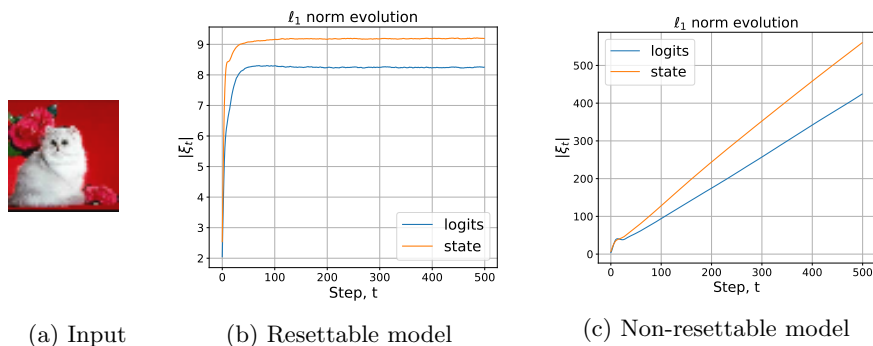 ℓ₁ norm evolution
9
8
7
6
5
4
3
2
|ξₜ|
logits
state
0 100 200 300 400 500
Step, t
ℓ₁ norm evolution
500
400
300
200
100
0
|ξₜ|
logits
state
0 100 200 300 400 500
Step, t
(a) Input
(b) Resettable model
(c) Non-resettable model